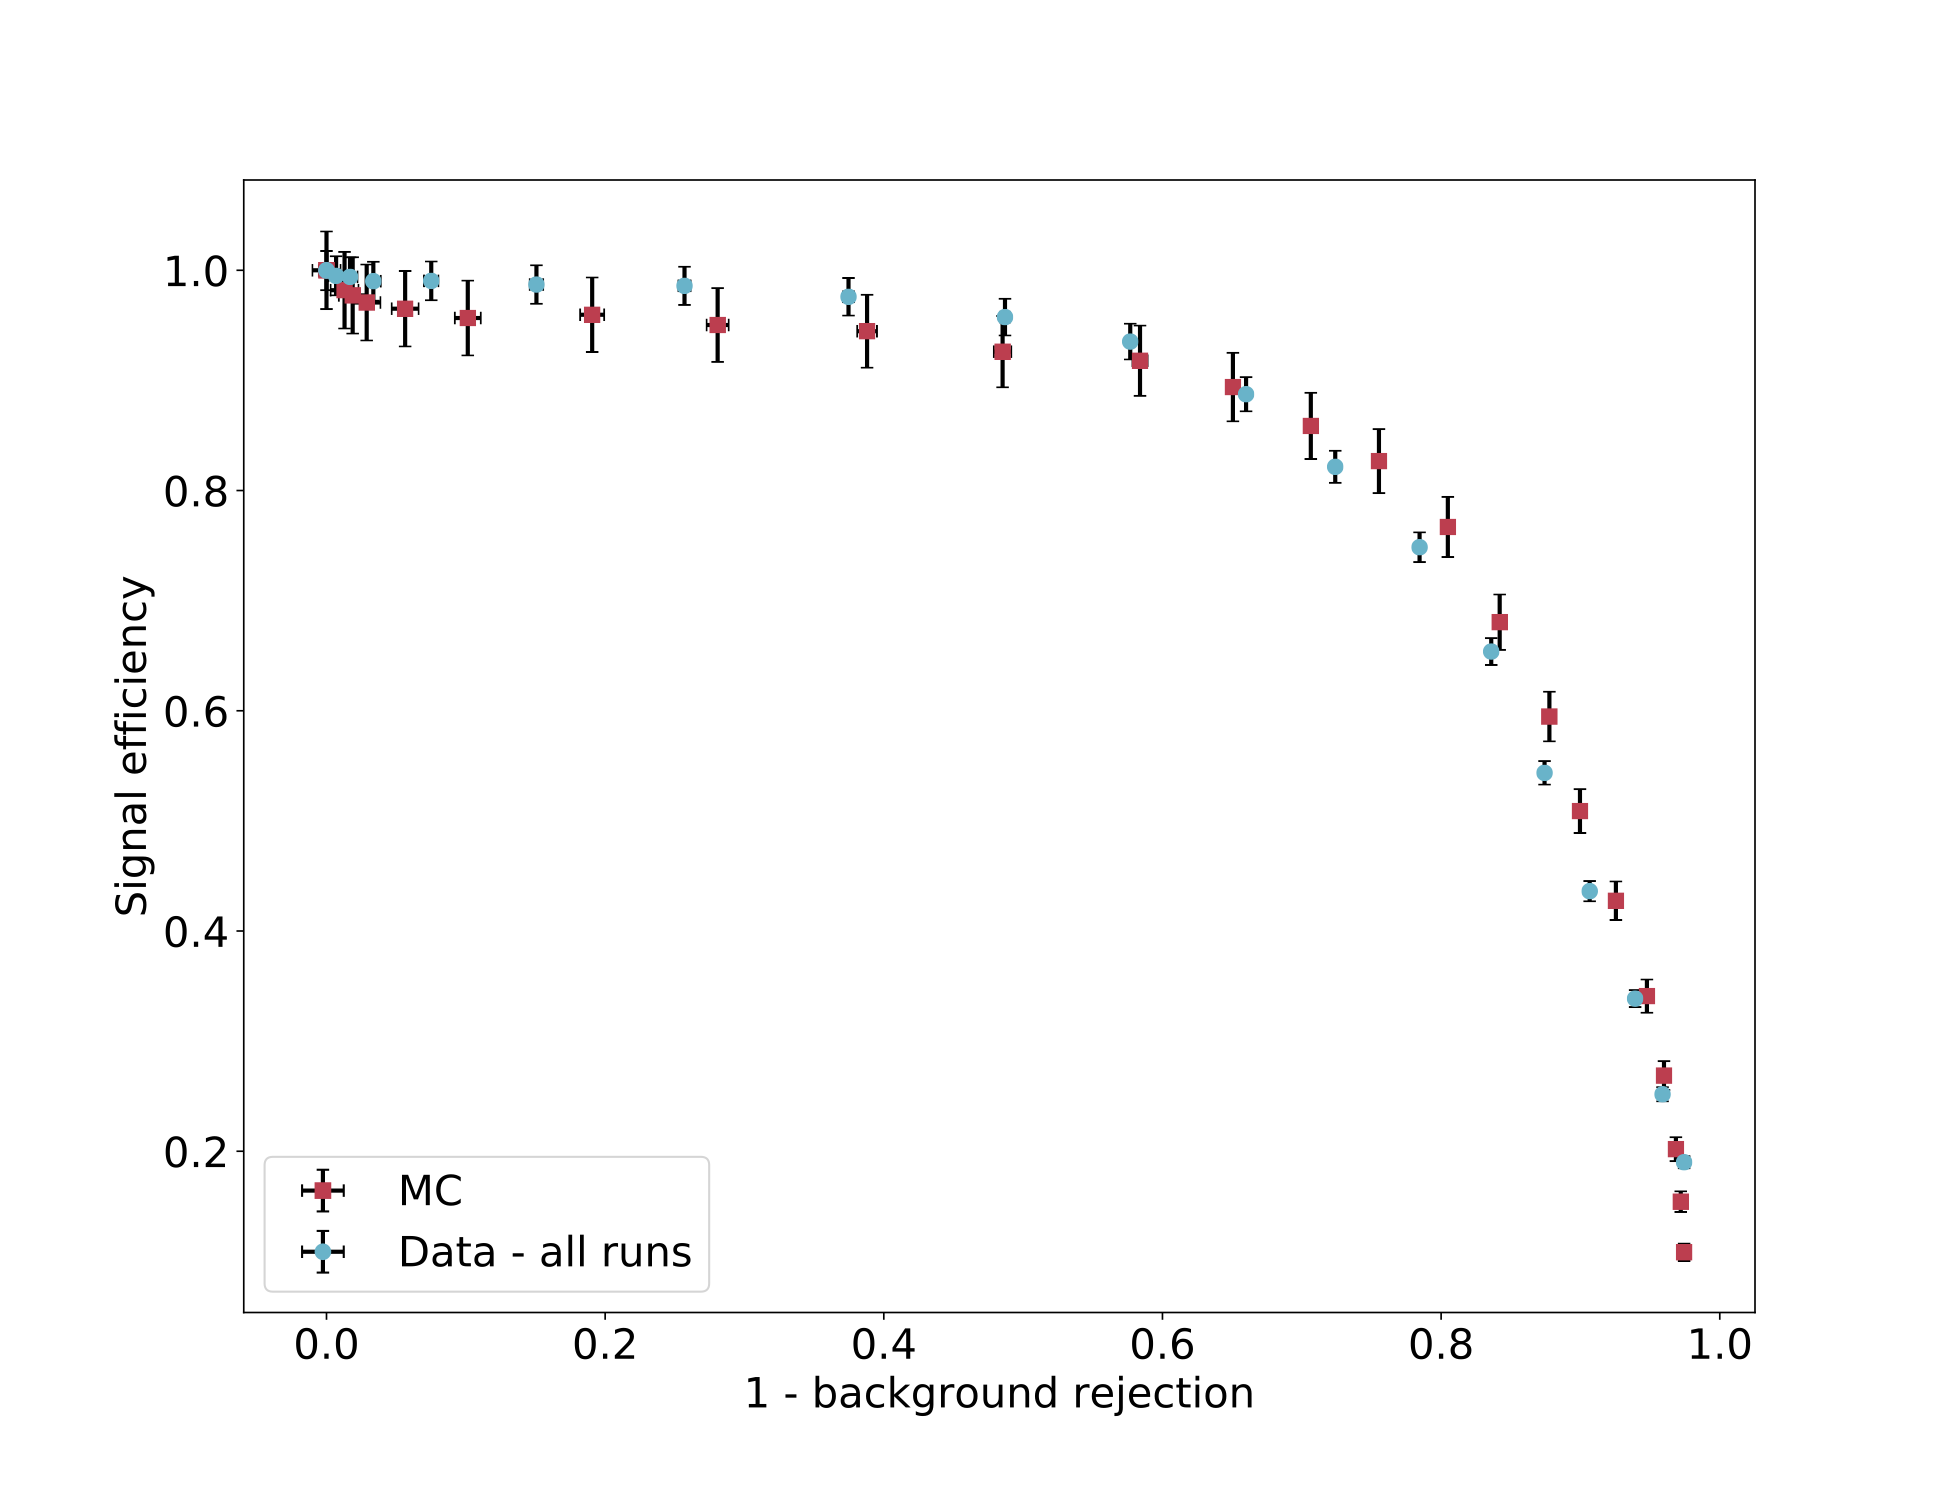 1.0
0.8
0.6
0.4
0.2
Signal efficiency
MC
Data - all runs
0.0 0.2 0.4 0.6 0.8 1.0
1 - background rejection